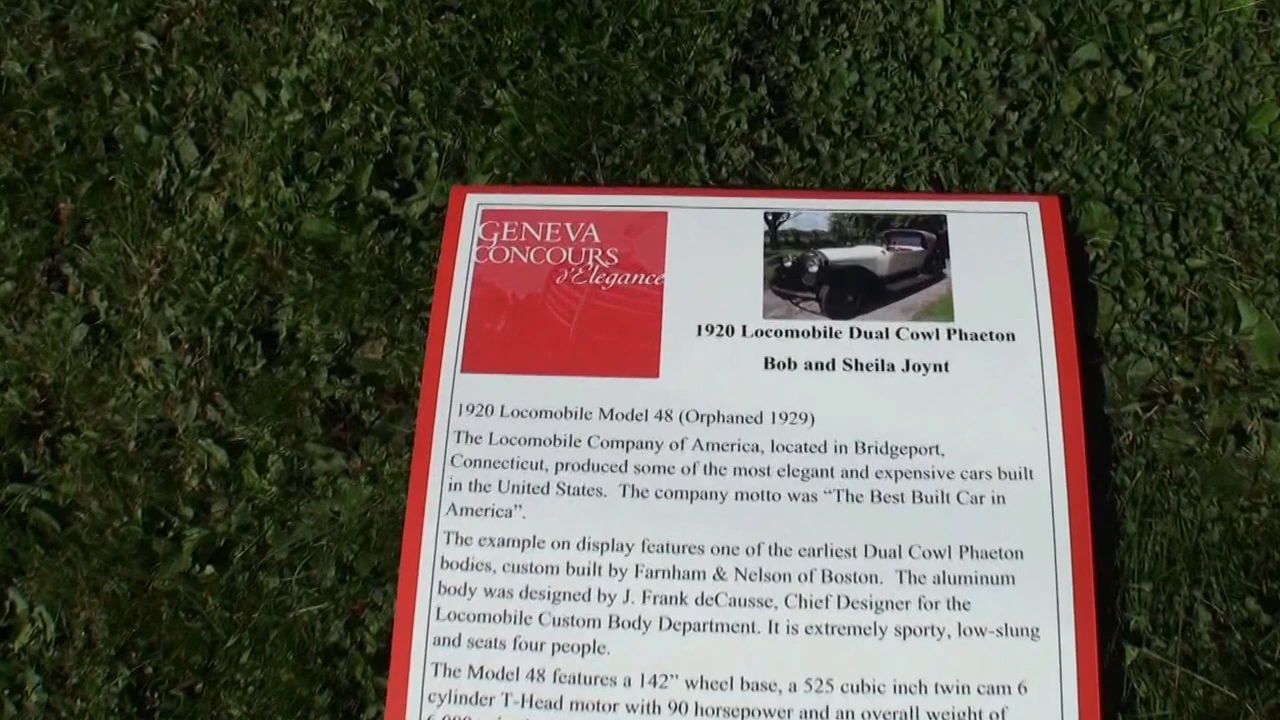 GENEVA
CONCOURS
d'Elegance
1920 Locomobile Dual Cowl Phaeton
Bob and Sheila Joynt
1920 Locomobile Model 48 (Orphaned 1929)
The Locomobile Company of America, located in Bridgeport,
Connecticut, produced some of the most elegant and expensive cars built
in the United States. The company motto was “The Best Built Car in
America”.
The example on display features one of the earliest Dual Cowl Phaeton
bodies, custom built by Farnham & Nelson of Boston. The aluminum
body was designed by J. Frank deCausse, Chief Designer for the
Locomobile Custom Body Department. It is extremely sporty, low-slung
and seats four people.
The Model 48 features a 142” wheel base, a 525 cubic inch twin cam 6
cylinder T-Head motor with 90 horsepower and an overall weight of